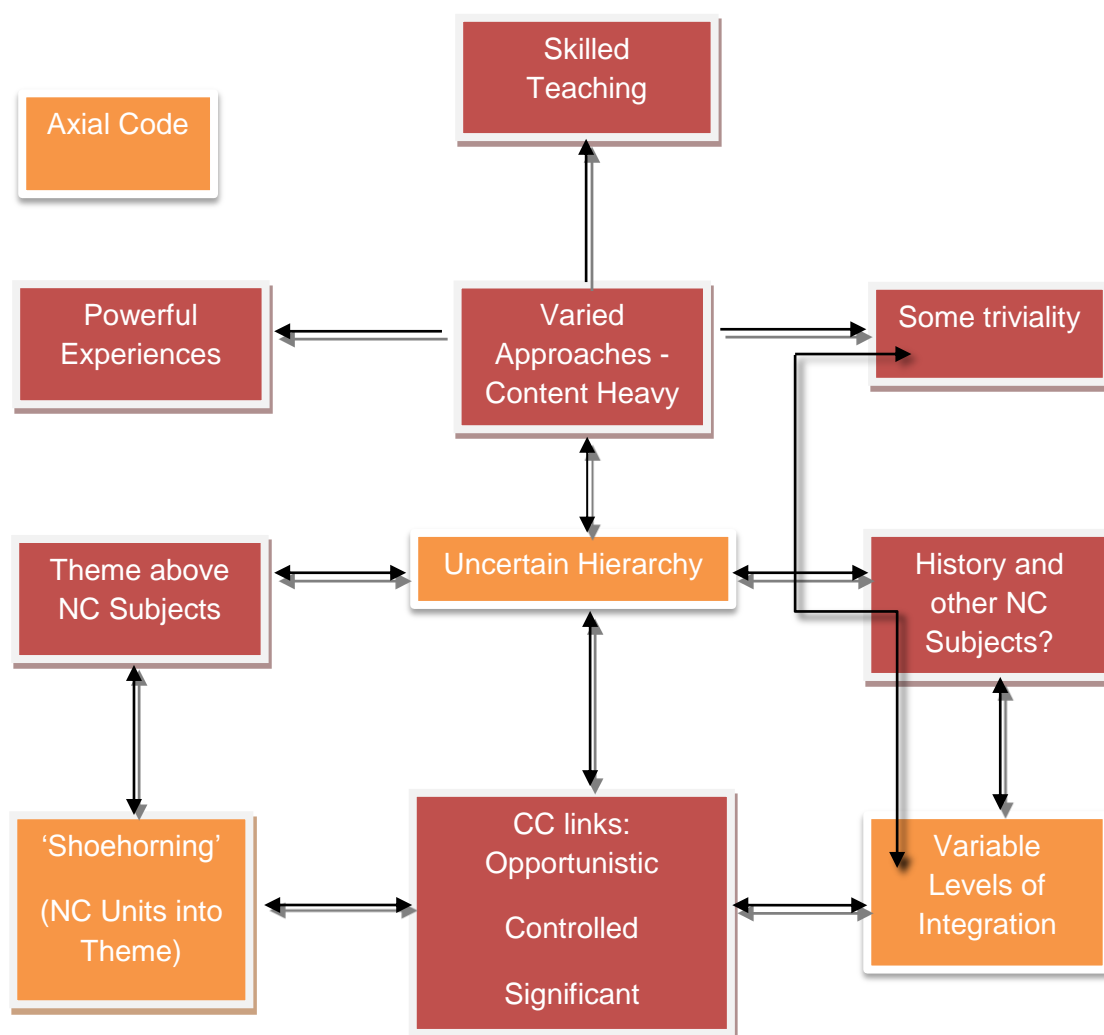 Skilled
Teaching
Axial Code
Powerful
Experiences
Varied
Approaches -
Content Heavy
Some triviality
Theme above
NC Subjects
Uncertain Hierarchy
History and
other NC
Subjects?
‘Shoehorning’
(NC Units into
Theme)
CC links:
Opportunistic
Controlled
Significant
Variable
Levels of
Integration